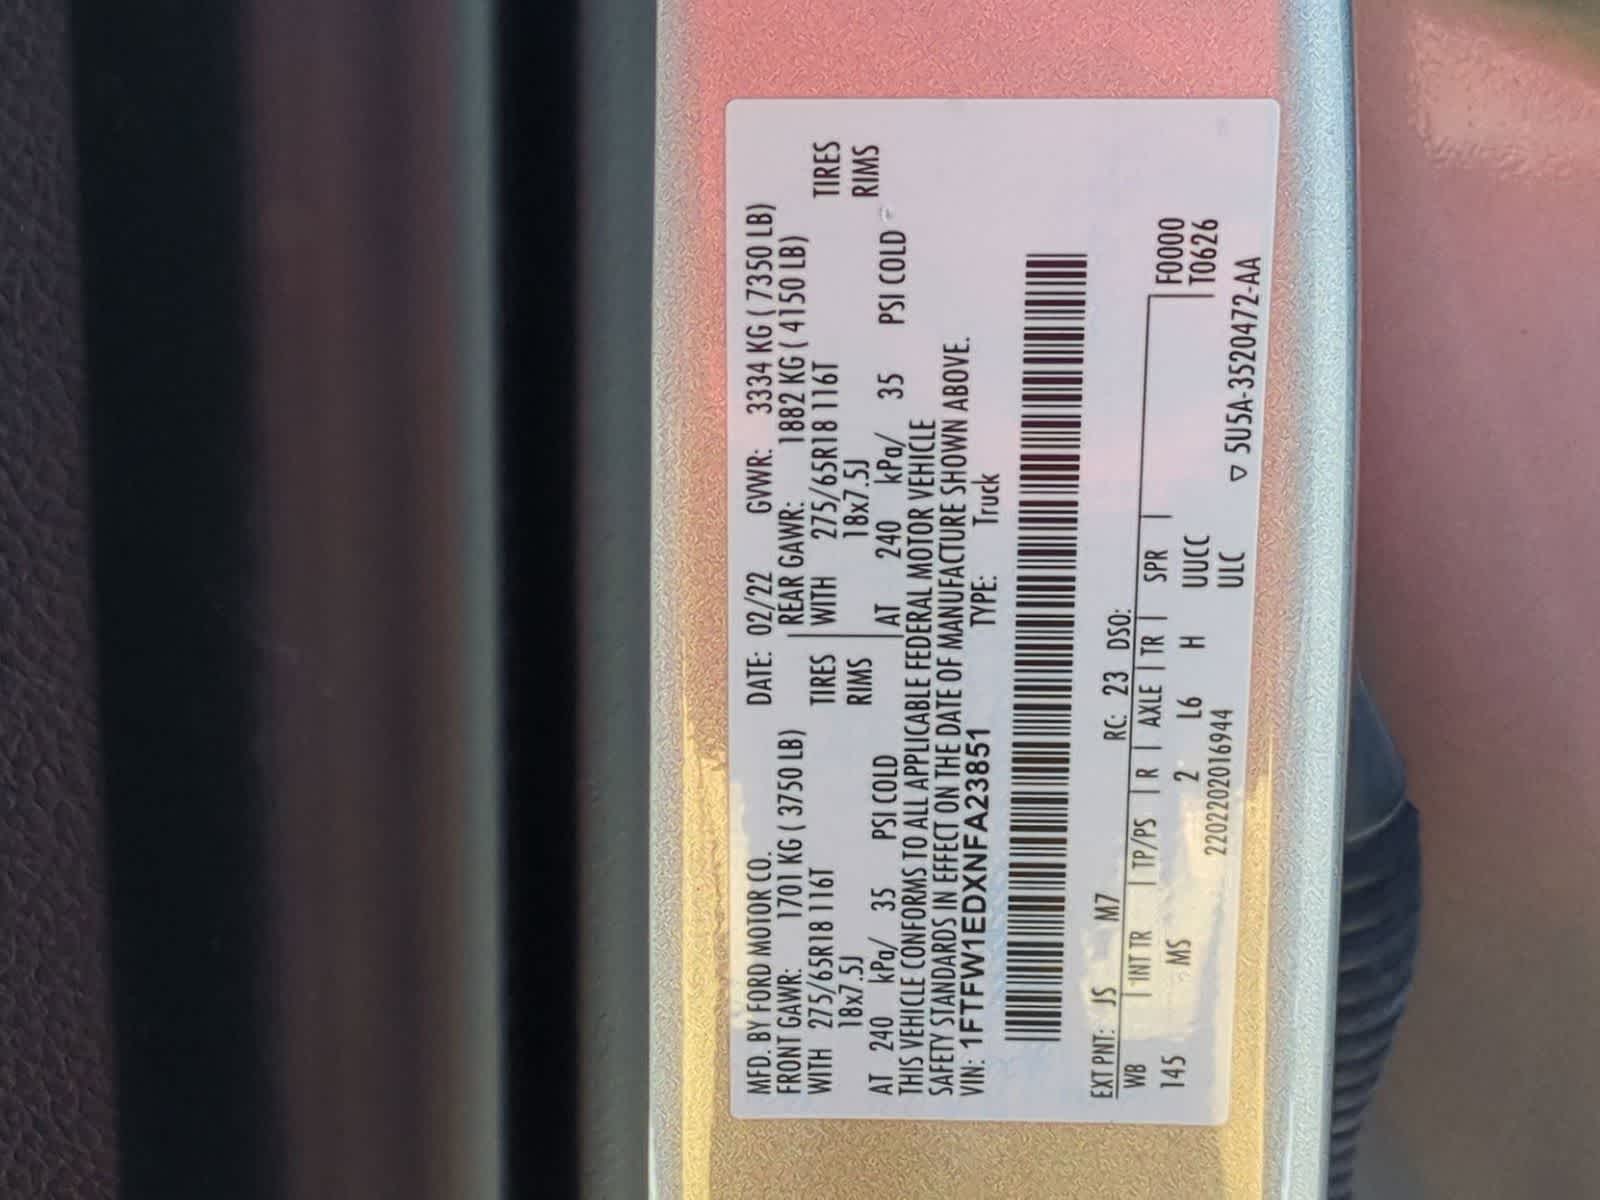 MFD. BY FORD MOTOR CO. DATE: 02/22 GVWR: 3334 KG ( 7350 LB)
FRONT GAWR: 1701 KG ( 3750 LB) REAR GAWR: 1882 KG ( 4150 LB)
WITH 275/65R18 116T TIRES WITH 275/65R18 116T TIRES
18x7.5J RIMS 18x7.5J RIMS
AT 240 kPa/ 35 PSI COLD AT 240 kPa/ 35 PSI COLD
THIS VEHICLE CONFORMS TO ALL APPLICABLE FEDERAL MOTOR VEHICLE
SAFETY STANDARDS IN EFFECT ON THE DATE OF MANUFACTURE SHOWN ABOVE.
VIN: 1FTFW1EDXNFA23851 TYPE: Truck
EXT PNT: JS M7 RC: 23 DSO:
WB INT TR TP/PS R AXLE TR SPR F0000
145 MS 2 L6 H UUCC T0626
2202202016944 ULC
▽ 5U5A-3520472-AA